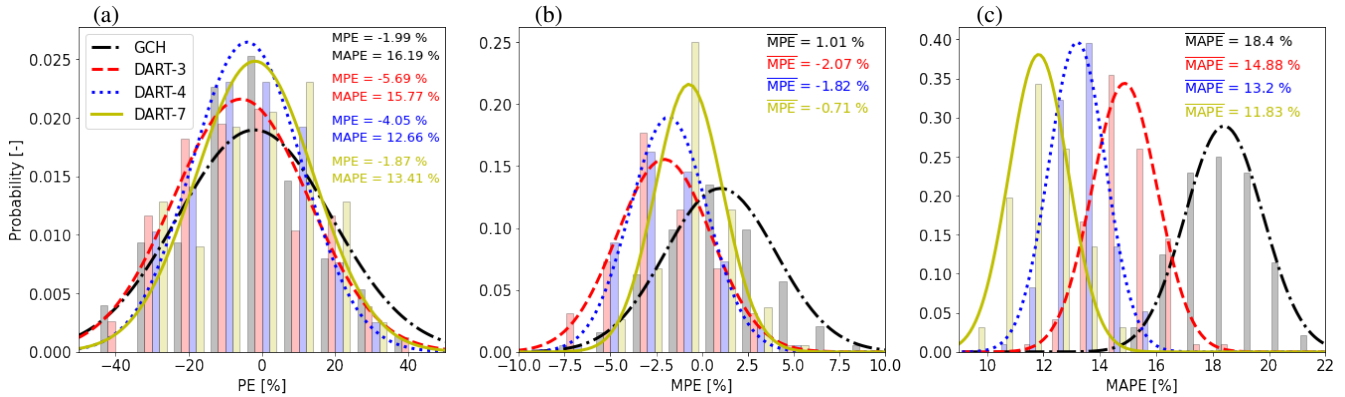 (a)
GCH
DART-3
DART-4
DART-7
MPE = -1.99 %
MAPE = 16.19 %
MPE = -5.69 %
MAPE = 15.77 %
MPE = -4.05 %
MAPE = 12.66 %
MPE = -1.87 %
MAPE = 13.41 %
Probability [-]
0.025
0.020
0.015
0.010
0.005
0.000
−40
−20
0
20
40
PE [%]
(b)
MPE = 1.01 %
MPE = -2.07 %
MPE = -1.82 %
MPE = -0.71 %
0.25
0.20
0.15
0.10
0.05
0.00
−10.0
−7.5
−5.0
−2.5
0.0
2.5
5.0
7.5
10.0
MPE [%]
(c)
MAPE = 18.4 %
MAPE = 14.88 %
MAPE = 13.2 %
MAPE = 11.83 %
0.40
0.35
0.30
0.25
0.20
0.15
0.10
0.05
0.00
10
12
14
16
18
20
22
MAPE [%]